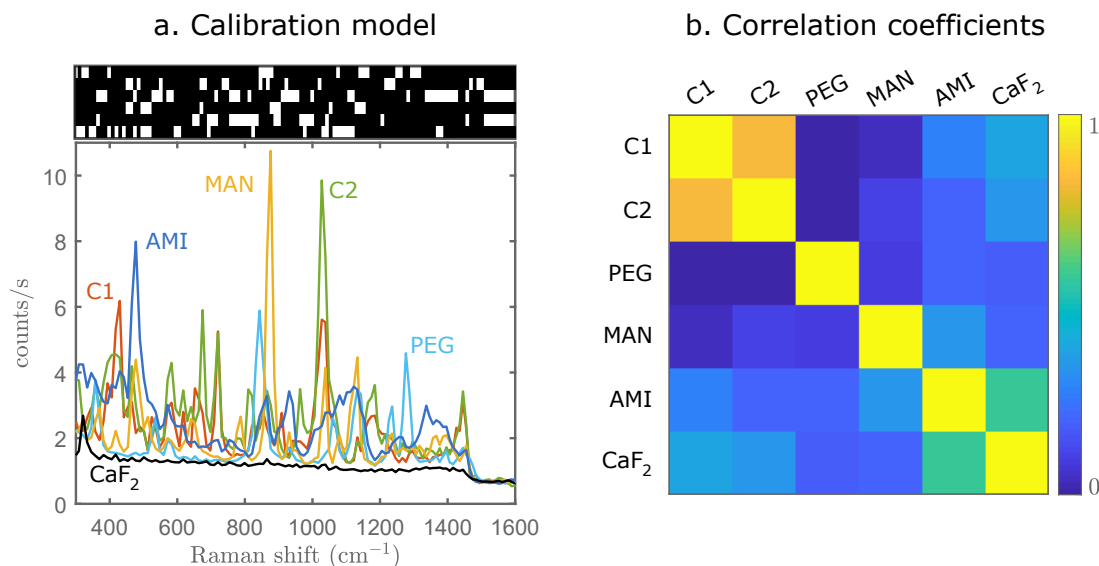 a. Calibration model
b. Correlation coefficients
C1 C2 PEG MAN AMI CaF₂
C1
C2
PEG
MAN
AMI
CaF₂
1
0
MAN
C2
AMI
C1
PEG
CaF₂
10
8
6
4
2
0
counts/s
400 600 800 1000 1200 1400 1600
Raman shift (cm⁻¹)